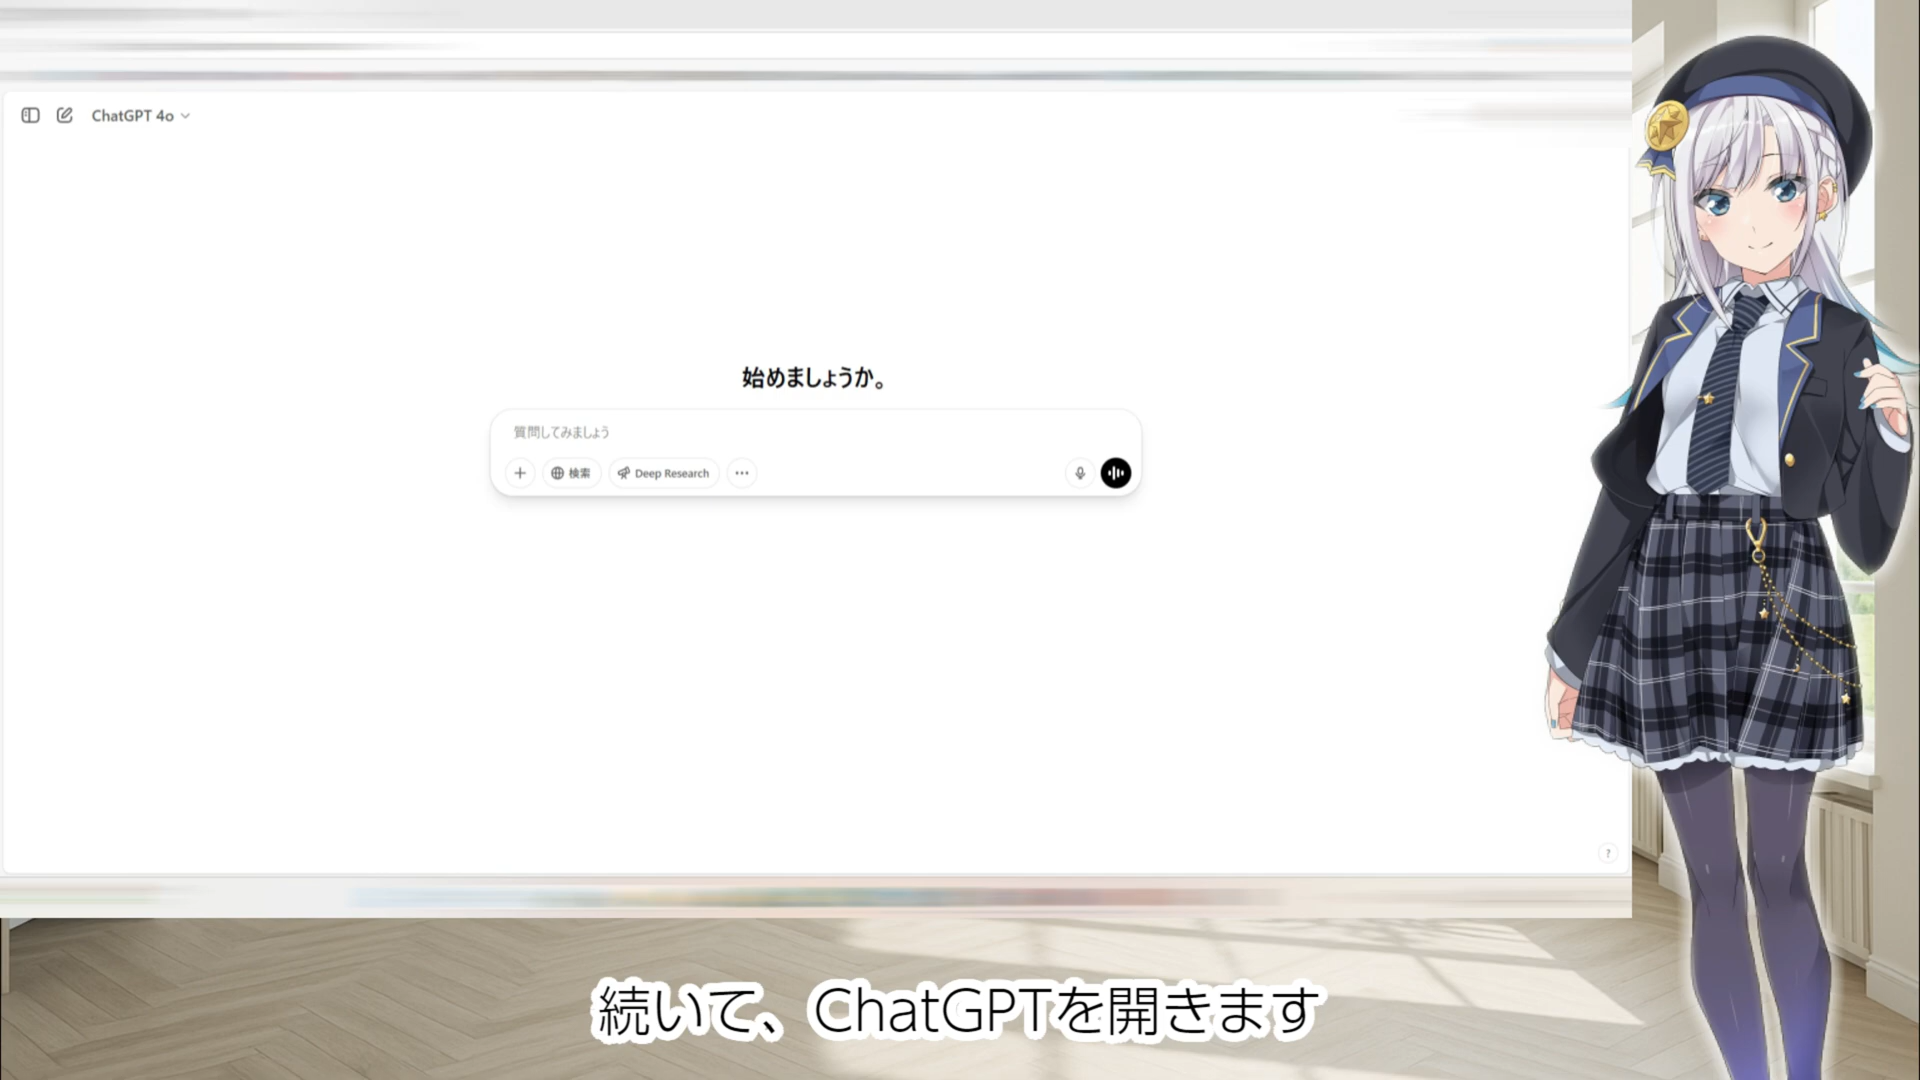 ChatGPT 4o
始めましょうか。
質問してみましょう
検索
Deep Research
?
続いて、ChatGPTを開きます